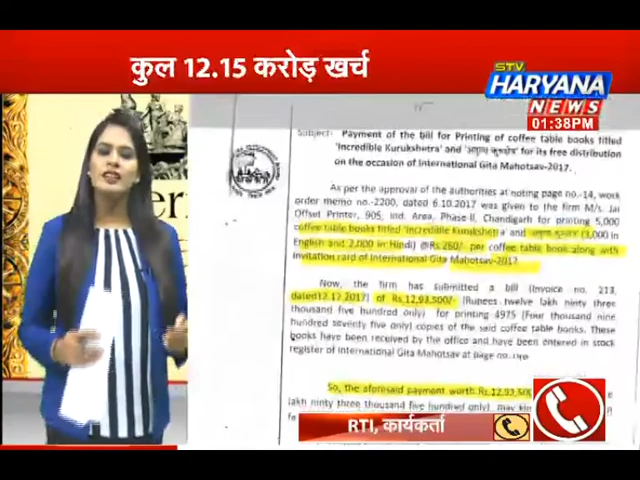 कुल 12.15 करोड़ खर्च
STV
HARYANA
NEWS
01:38PM
Subject: Payment of the bill for Printing of coffee table books titled
'Incredible Kurukshetra' and 'अतुल्य कुरुक्षेत्र' for its free distribution
on the occasion of International Gita Mahotsav-2017.
As per the approval of the authorities at noting page no.-14, work
order memo no.-2200, dated 6.10.2017 was given to the firm M/s. Jai
Offset Printer, 905, Ind. Area, Phase-II, Chandigarh for printing 5,000
coffee table books titled 'Incredible Kurukshetra' and अतुल्य कुरुक्षेत्र (3,000 in
English and 2,000 in Hindi) @Rs.260/- per coffee table book along with
invitation card of International Gita Mahotsav-2017.
Now, the firm has submitted a bill (Invoice no. 213,
dated 12.12.2017) of Rs.12,93,500/- (Rupees twelve lakh ninty three
thousand five hundred only) for printing 4975 (Four thousand nine
hundred seventy five only) copies of the said coffee table books. These
books have been received by the office and have been entered in stock
register of International Gita Mahotsav at page no.
So, the aforesaid payment worth Rs.12,93,500
lakh ninty three thousand five hundred only) may
RTI, कार्यकर्ता